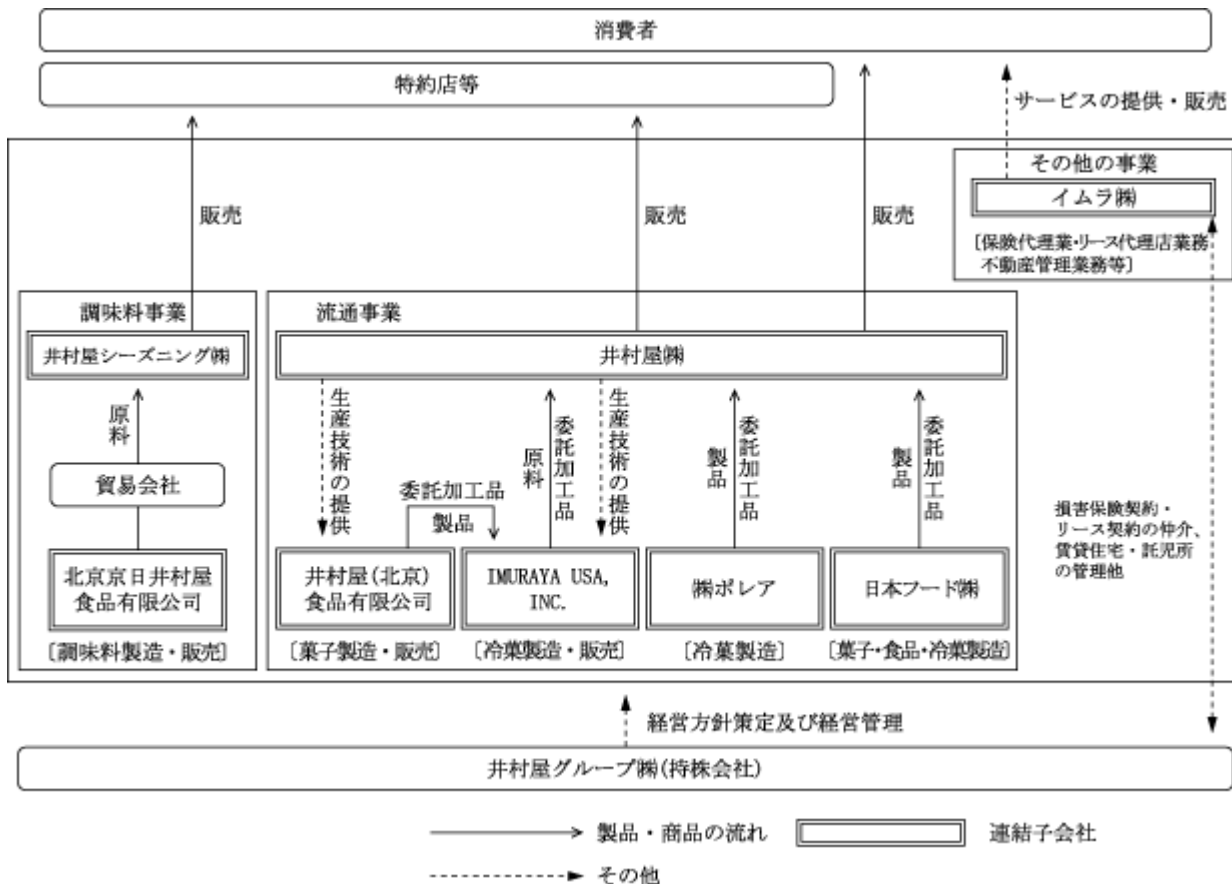 消費者
特約店等
サービスの提供・販売
その他の事業
イムラ㈱
〔保険代理業・リース代理店業務
不動産管理業務等〕
販売
販売
販売
調味料事業
井村屋シーズニング㈱
原料
貿易会社
北京京日井村屋
食品有限公司
〔調味料製造・販売〕
流通事業
井村屋㈱
生産技術の提供
委託加工品
製品
原料
委託加工品
生産技術の提供
製品
委託加工品
製品
委託加工品
井村屋(北京)
食品有限公司
〔菓子製造・販売〕
IMURAYA USA,
INC.
〔冷菓製造・販売〕
㈱ポレア
〔冷菓製造〕
日本フード㈱
〔菓子・食品・冷菓製造〕
損害保険契約・
リース契約の仲介、
賃貸住宅・託児所
の管理他
経営方針策定及び経営管理
井村屋グループ㈱(持株会社)
製品・商品の流れ
連結子会社
その他